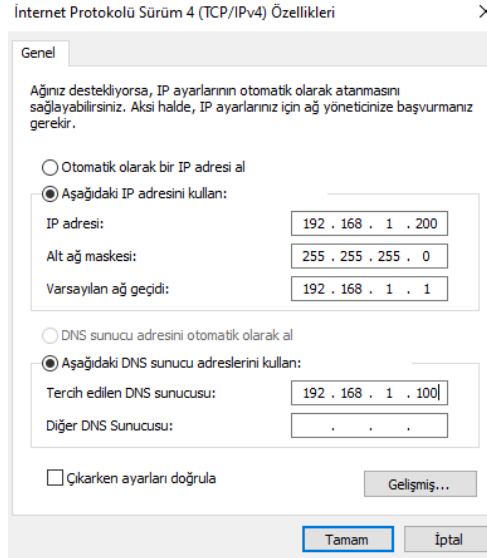 İnternet Protokolü Sürüm 4 (TCP/IPv4) Özellikleri
Genel
Ağınız destekliyorsa, IP ayarlarının otomatik olarak atanmasını
sağlayabilirsiniz. Aksi halde, IP ayarlarınız için ağ yöneticinize başvurmanız
gerekir.
Otomatik olarak bir IP adresi al
Aşağıdaki IP adresini kullan:
IP adresi: 192 . 168 . 1 . 200
Alt ağ maskesi: 255 . 255 . 255 . 0
Varsayılan ağ geçidi: 192 . 168 . 1 . 1
DNS sunucu adresini otomatik olarak al
Aşağıdaki DNS sunucu adreslerini kullan:
Tercih edilen DNS sunucusu: 192 . 168 . 1 . 100
Diğer DNS Sunucusu: . . .
Çıkarken ayarları doğrula
Gelişmiş...
Tamam İptal